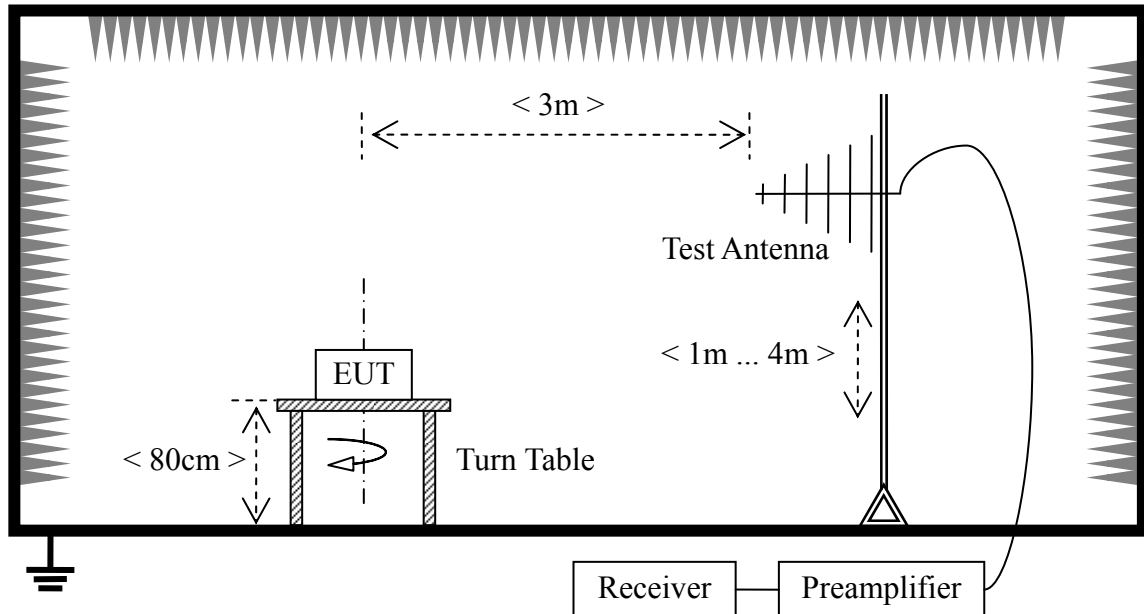 < 3m >
Test Antenna
< 1m ... 4m >
EUT
< 80cm >
Turn Table
Receiver
Preamplifier